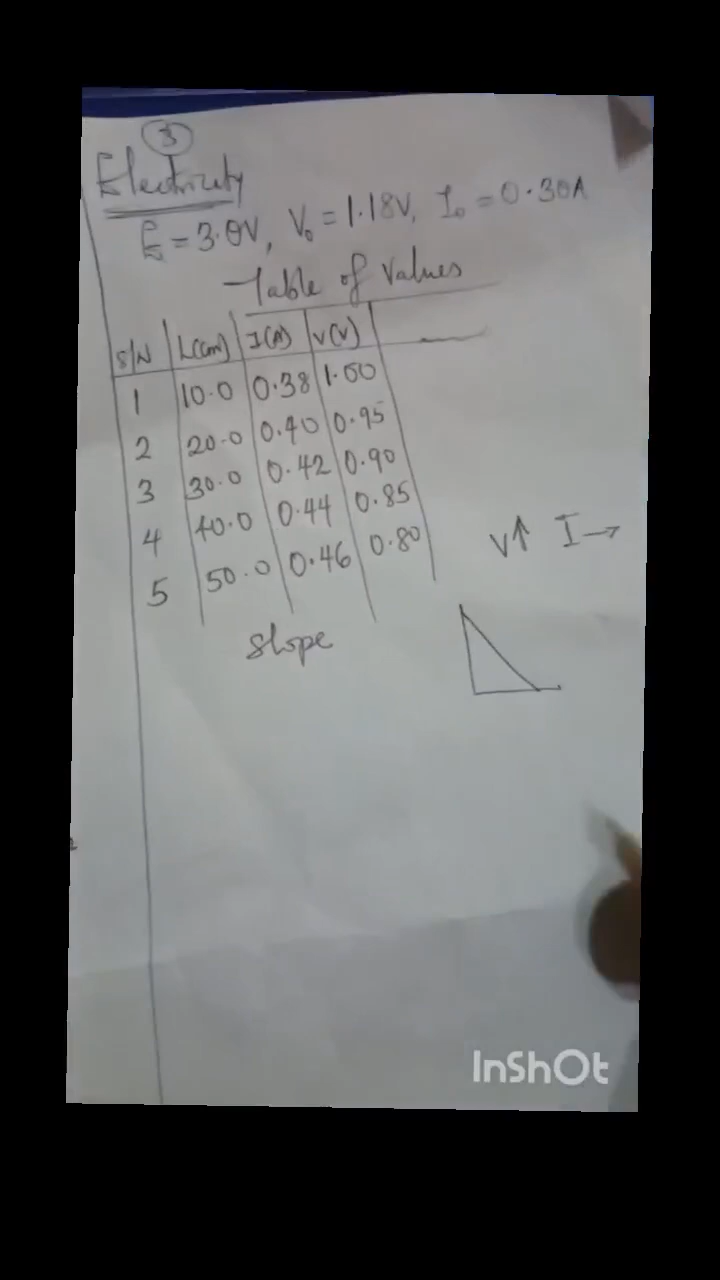 3
Electricity
E = 3.0V, V₀ = 1.18V, I₀ = 0.30A
Table of Values
S/N L(cm) I(A) V(V)
1 10.0 0.38 1.00
2 20.0 0.40 0.95
3 30.0 0.42 0.90
4 40.0 0.44 0.85
5 50.0 0.46 0.80
V↑ I→
Slope
InShOt